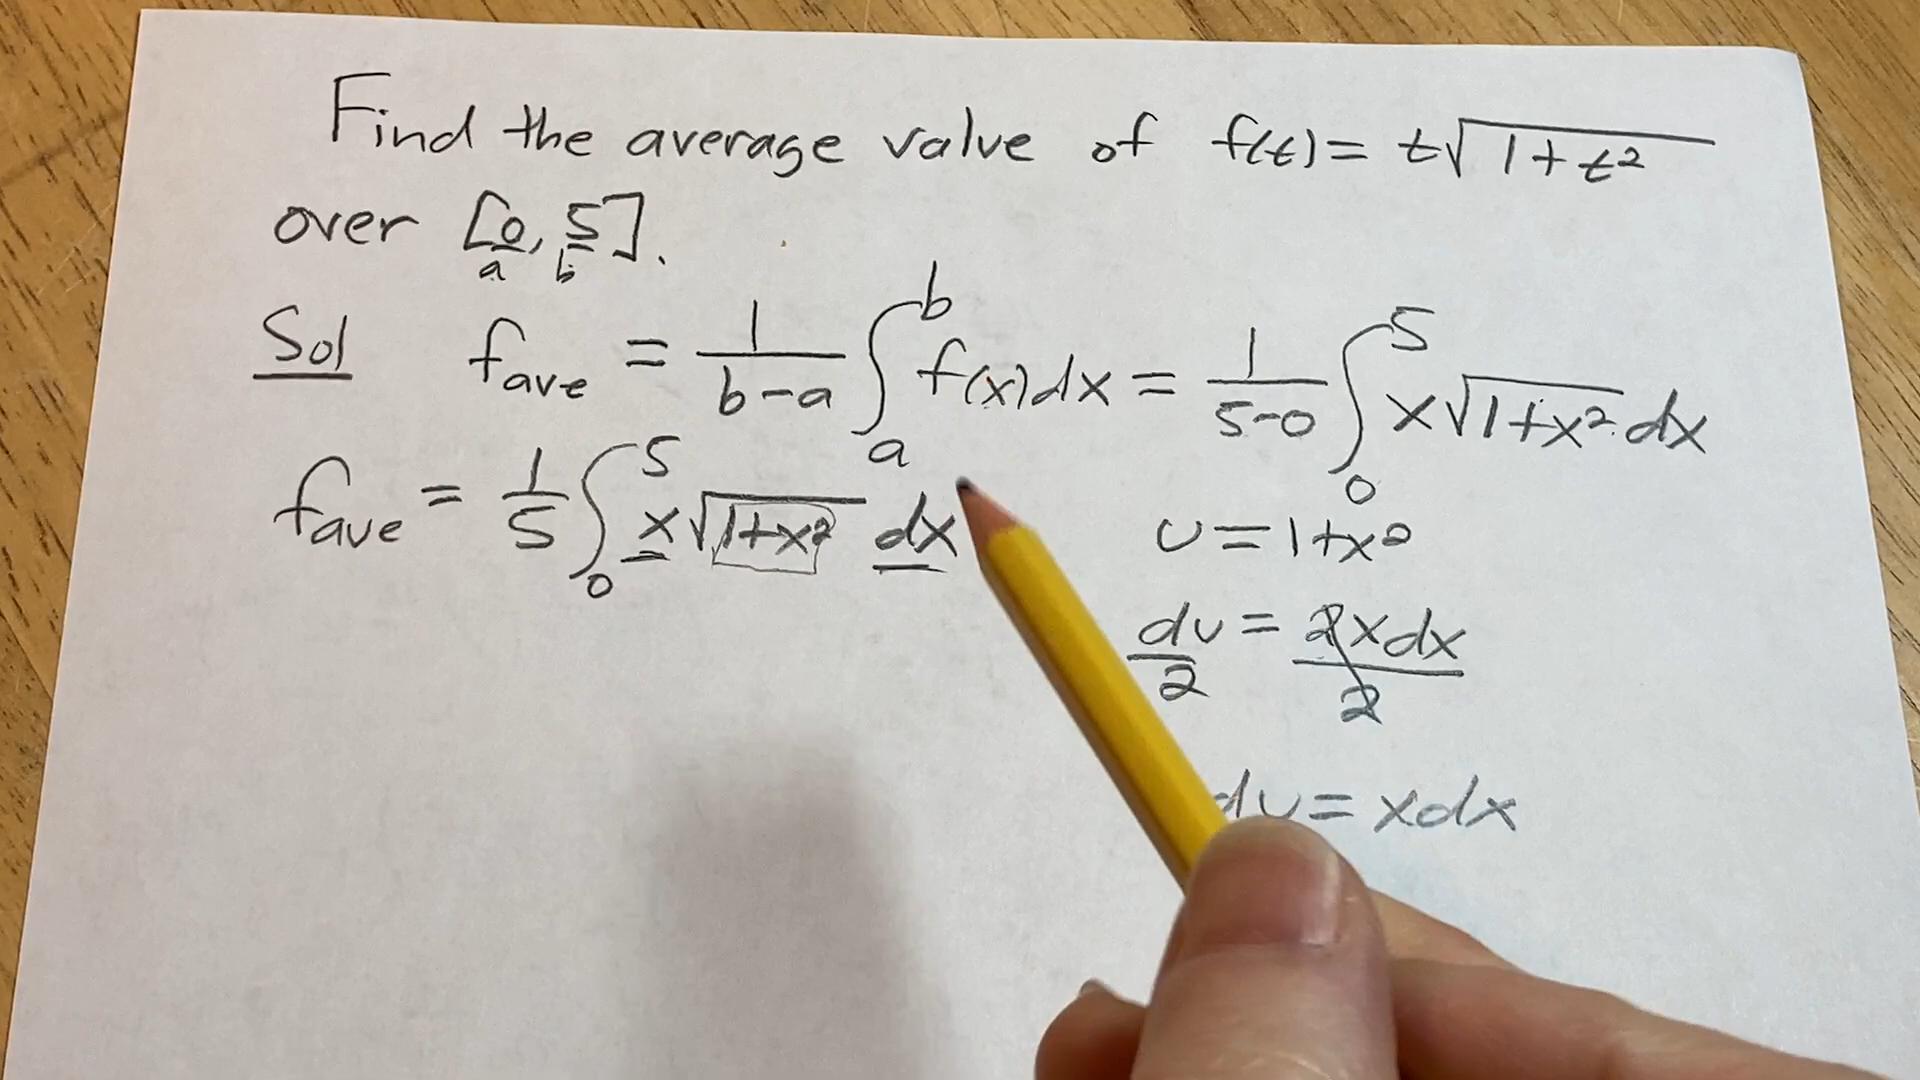 Find the average value of f(t) = t√(1+t²)
over [0, 5].
a b
Sol f_ave = 1/(b-a) ∫_a^b f(x)dx = 1/(5-0) ∫_0^5 x√(1+x²) dx
f_ave = 1/5 ∫_0^5 x√(1+x²) dx
u = 1+x²
du/2 = 2xdx/2
du = xdx